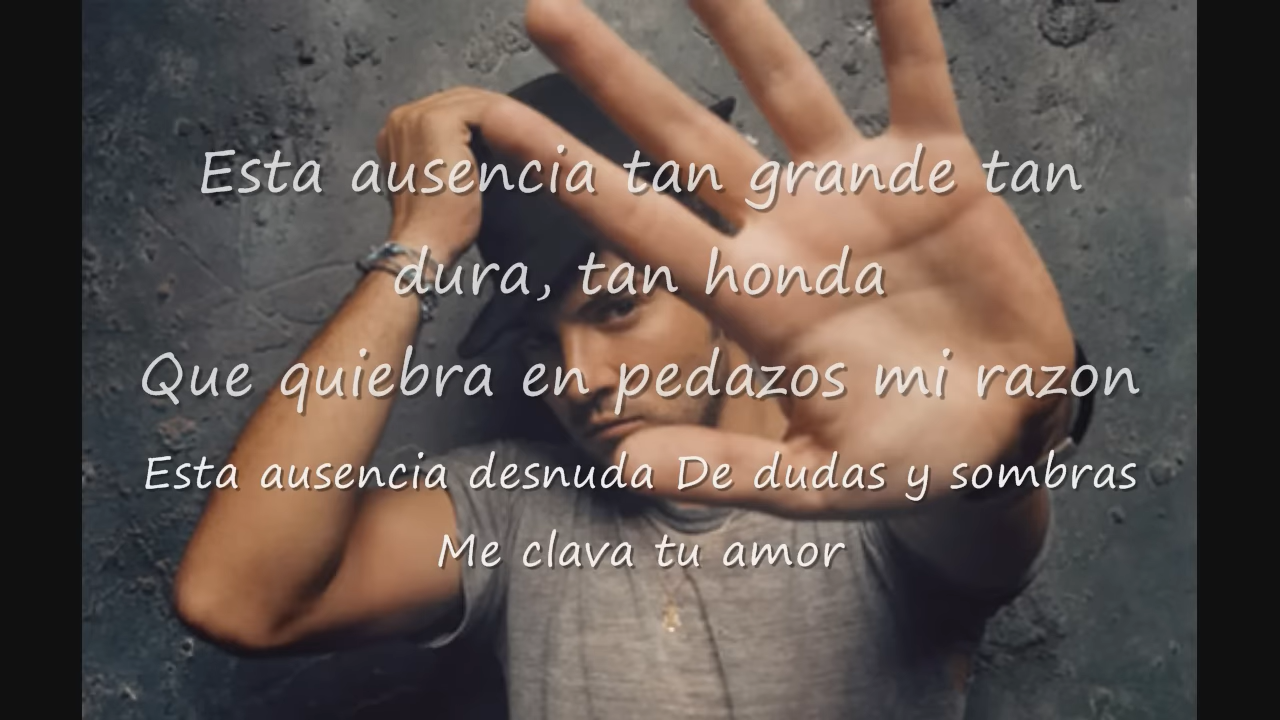 Esta ausencia tan grande tan
dura, tan honda
Que quiebra en pedazos mi razon
Esta ausencia desnuda De dudas y sombras
Me clava tu amor